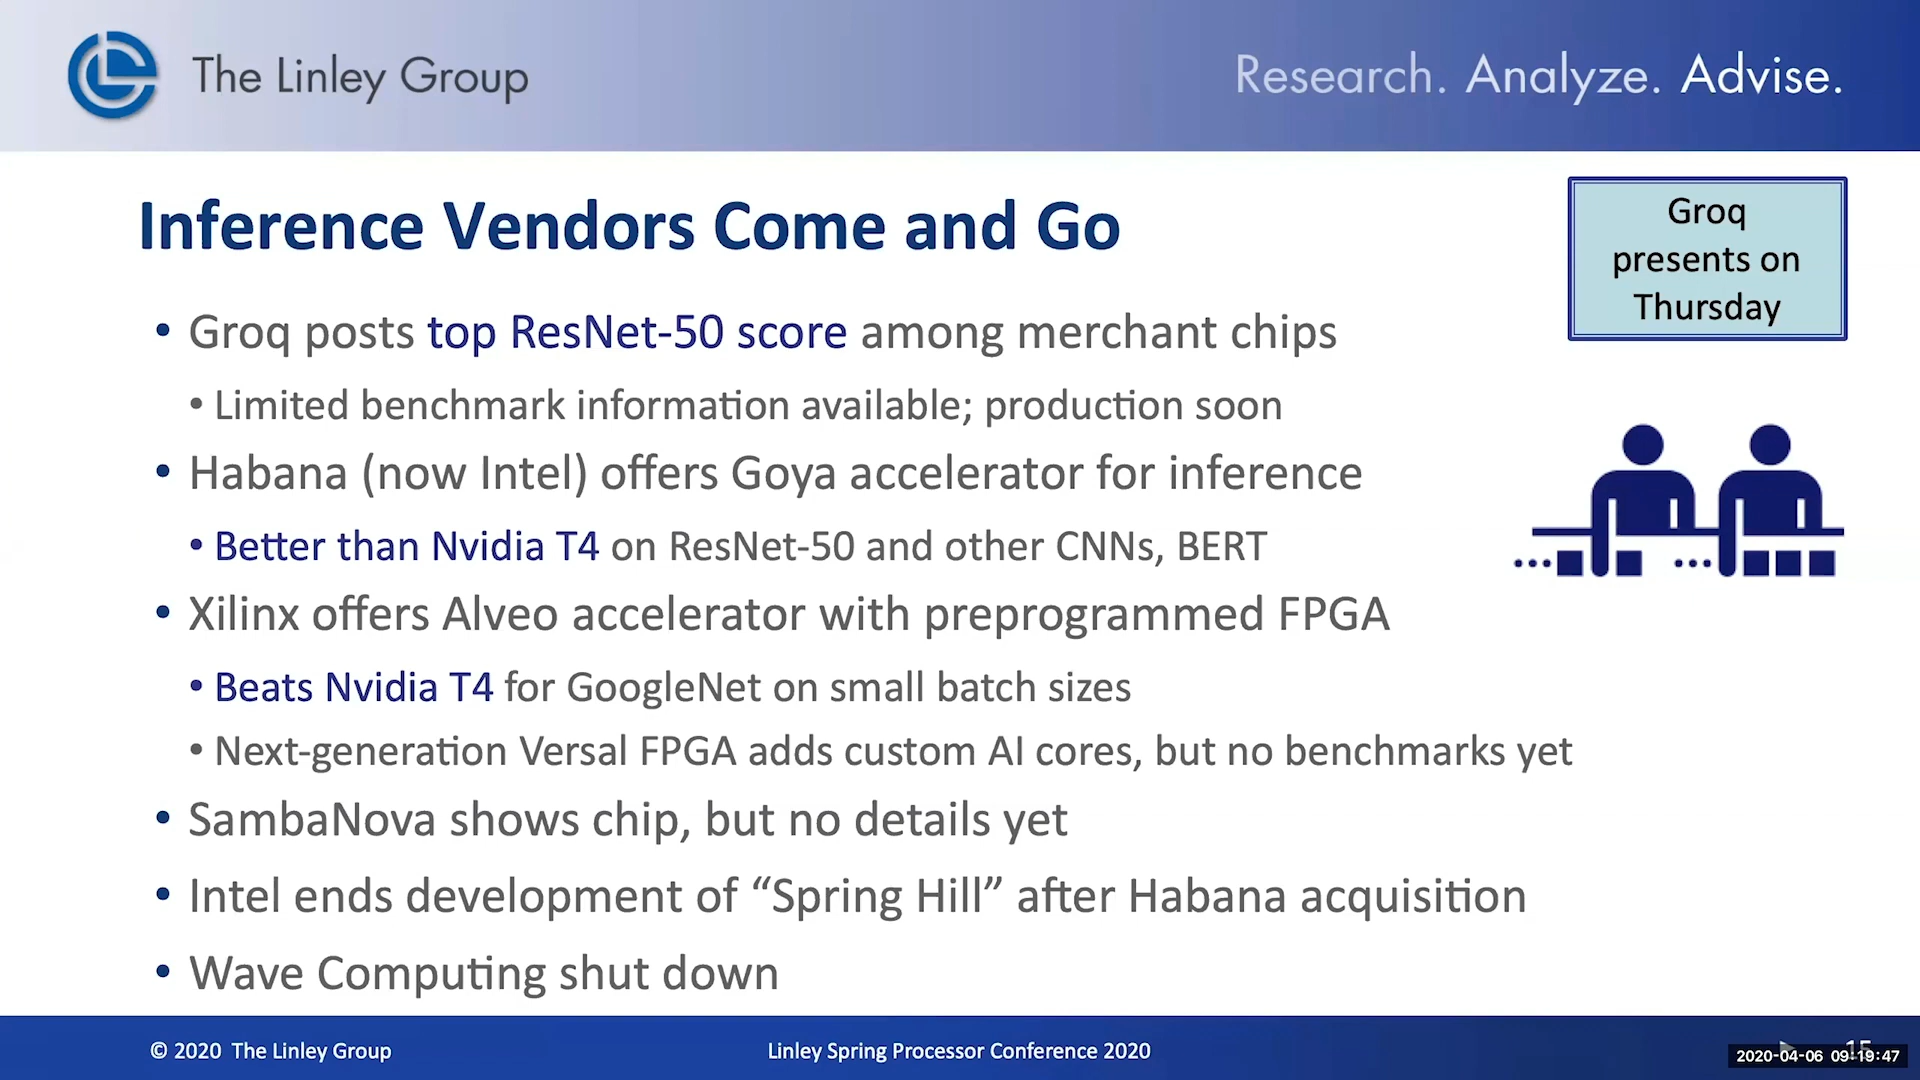 The Linley Group
Research. Analyze. Advise.
Inference Vendors Come and Go
Groq
presents on
Thursday
• Groq posts top ResNet-50 score among merchant chips
• Limited benchmark information available; production soon
• Habana (now Intel) offers Goya accelerator for inference
• Better than Nvidia T4 on ResNet-50 and other CNNs, BERT
• Xilinx offers Alveo accelerator with preprogrammed FPGA
• Beats Nvidia T4 for GoogleNet on small batch sizes
• Next-generation Versal FPGA adds custom AI cores, but no benchmarks yet
• SambaNova shows chip, but no details yet
• Intel ends development of “Spring Hill” after Habana acquisition
• Wave Computing shut down
© 2020 The Linley Group
Linley Spring Processor Conference 2020
15
2020-04-06 09:19:47